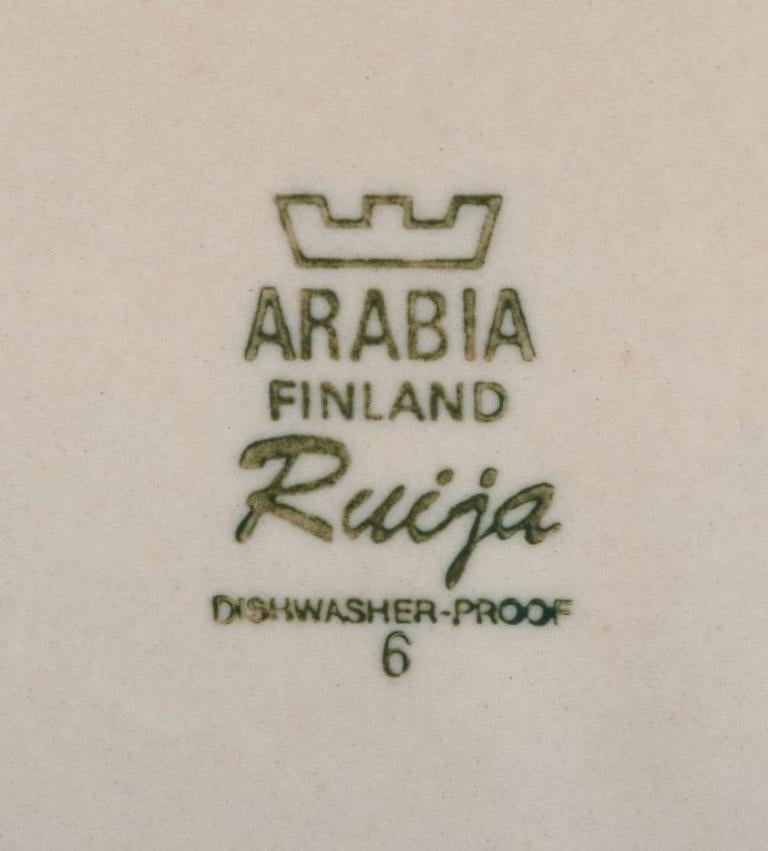 ARABIA
FINLAND
Ruija
DISHWASHER-PROOF
6